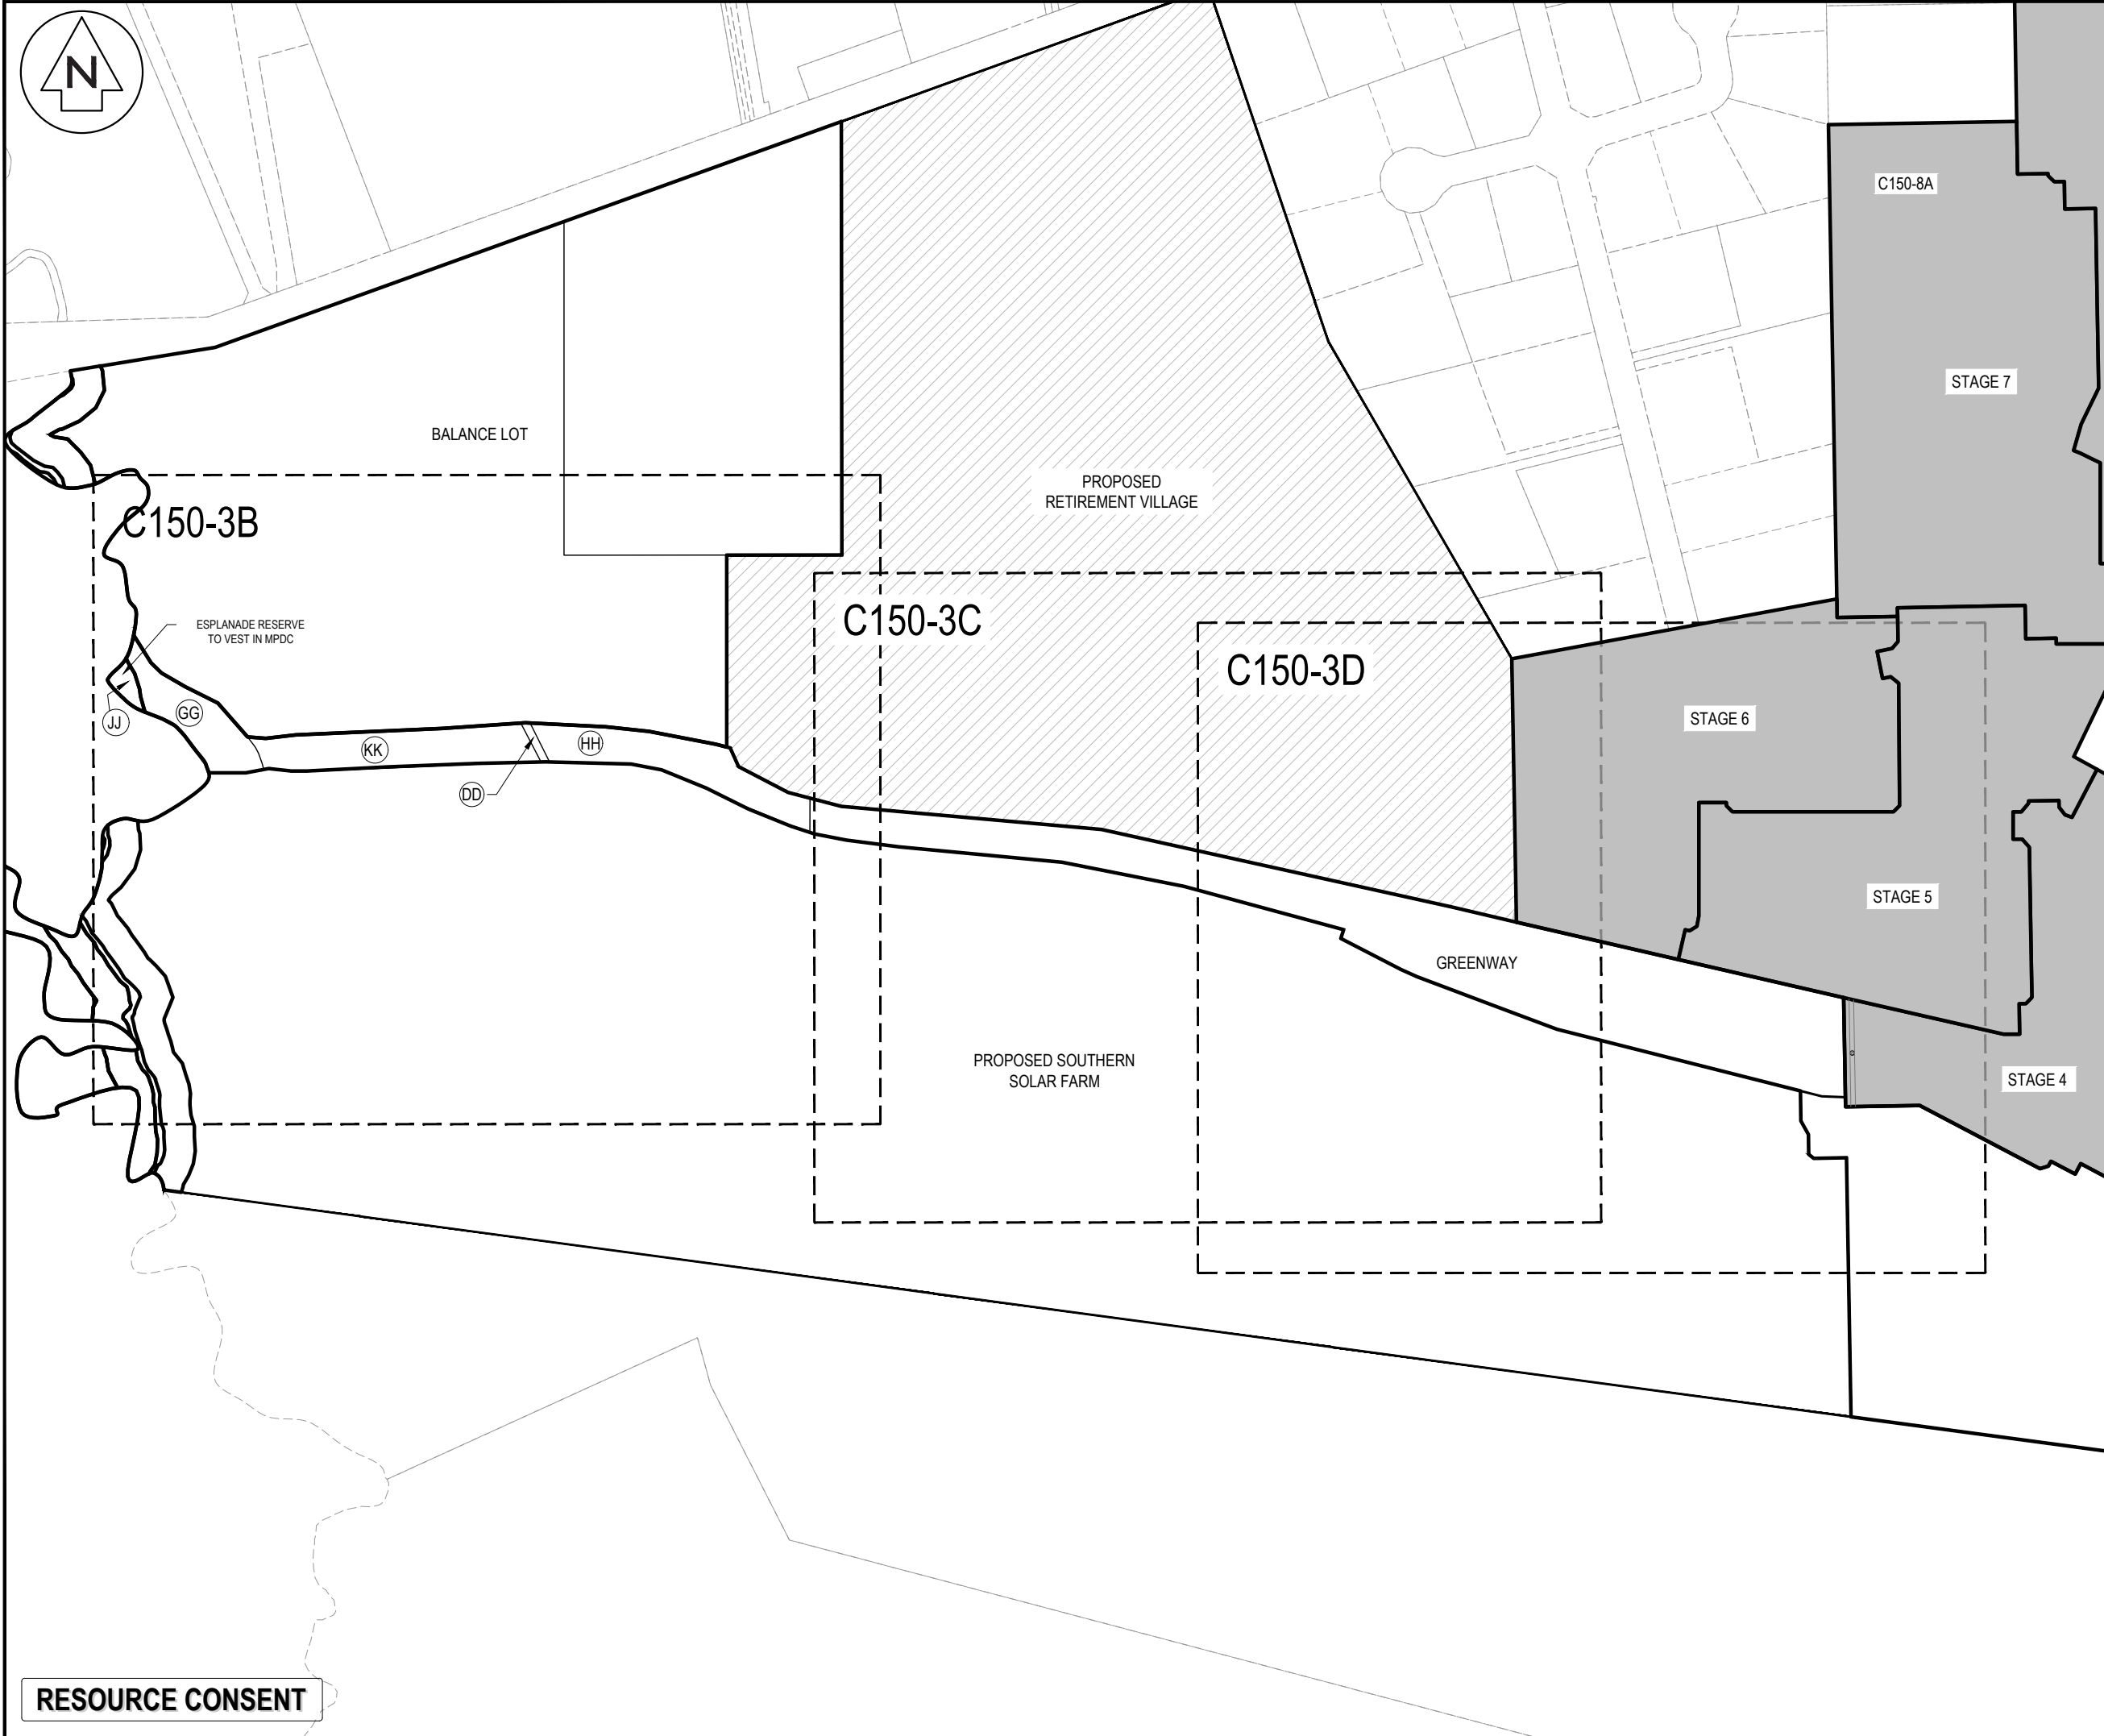 N
C150-8A
STAGE 7
BALANCE LOT
PROPOSED
RETIREMENT VILLAGE
C150-3B
C150-3C
ESPLANADE RESERVE
TO VEST IN MPDC
C150-3D
JJ
GG
KK
HH
DD
STAGE 6
STAGE 5
GREENWAY
PROPOSED SOUTHERN
SOLAR FARM
STAGE 4
RESOURCE CONSENT